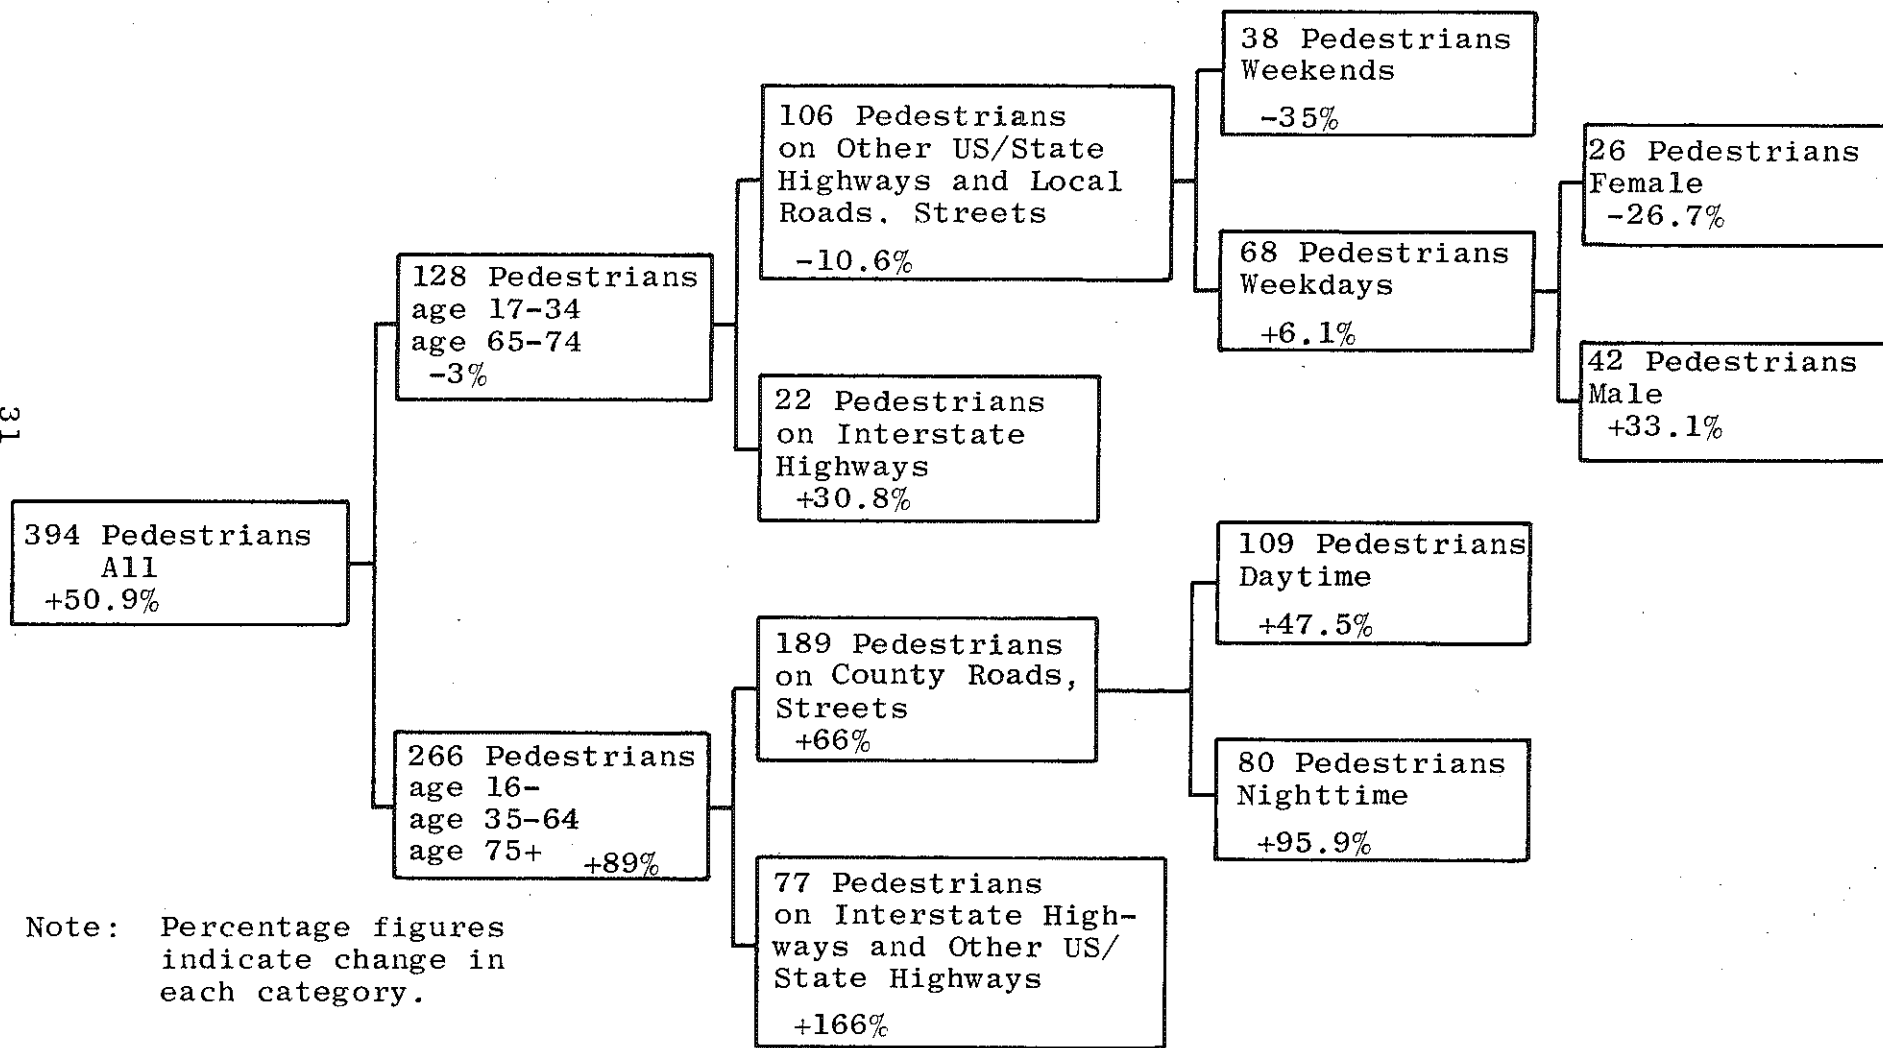 38 Pedestrians
Weekends
-35%
106 Pedestrians
on Other US/State
Highways and Local
Roads. Streets
-10.6%
26 Pedestrians
Female
-26.7%
68 Pedestrians
Weekdays
+6.1%
128 Pedestrians
age 17-34
age 65-74
-3%
42 Pedestrians
Male
+33.1%
22 Pedestrians
on Interstate
Highways
+30.8%
31
394 Pedestrians
All
+50.9%
109 Pedestrians
Daytime
+47.5%
189 Pedestrians
on County Roads,
Streets
+66%
266 Pedestrians
age 16-
age 35-64
age 75+ +89%
80 Pedestrians
Nighttime
+95.9%
77 Pedestrians
on Interstate High-
ways and Other US/
State Highways
+166%
Note: Percentage figures
indicate change in
each category.